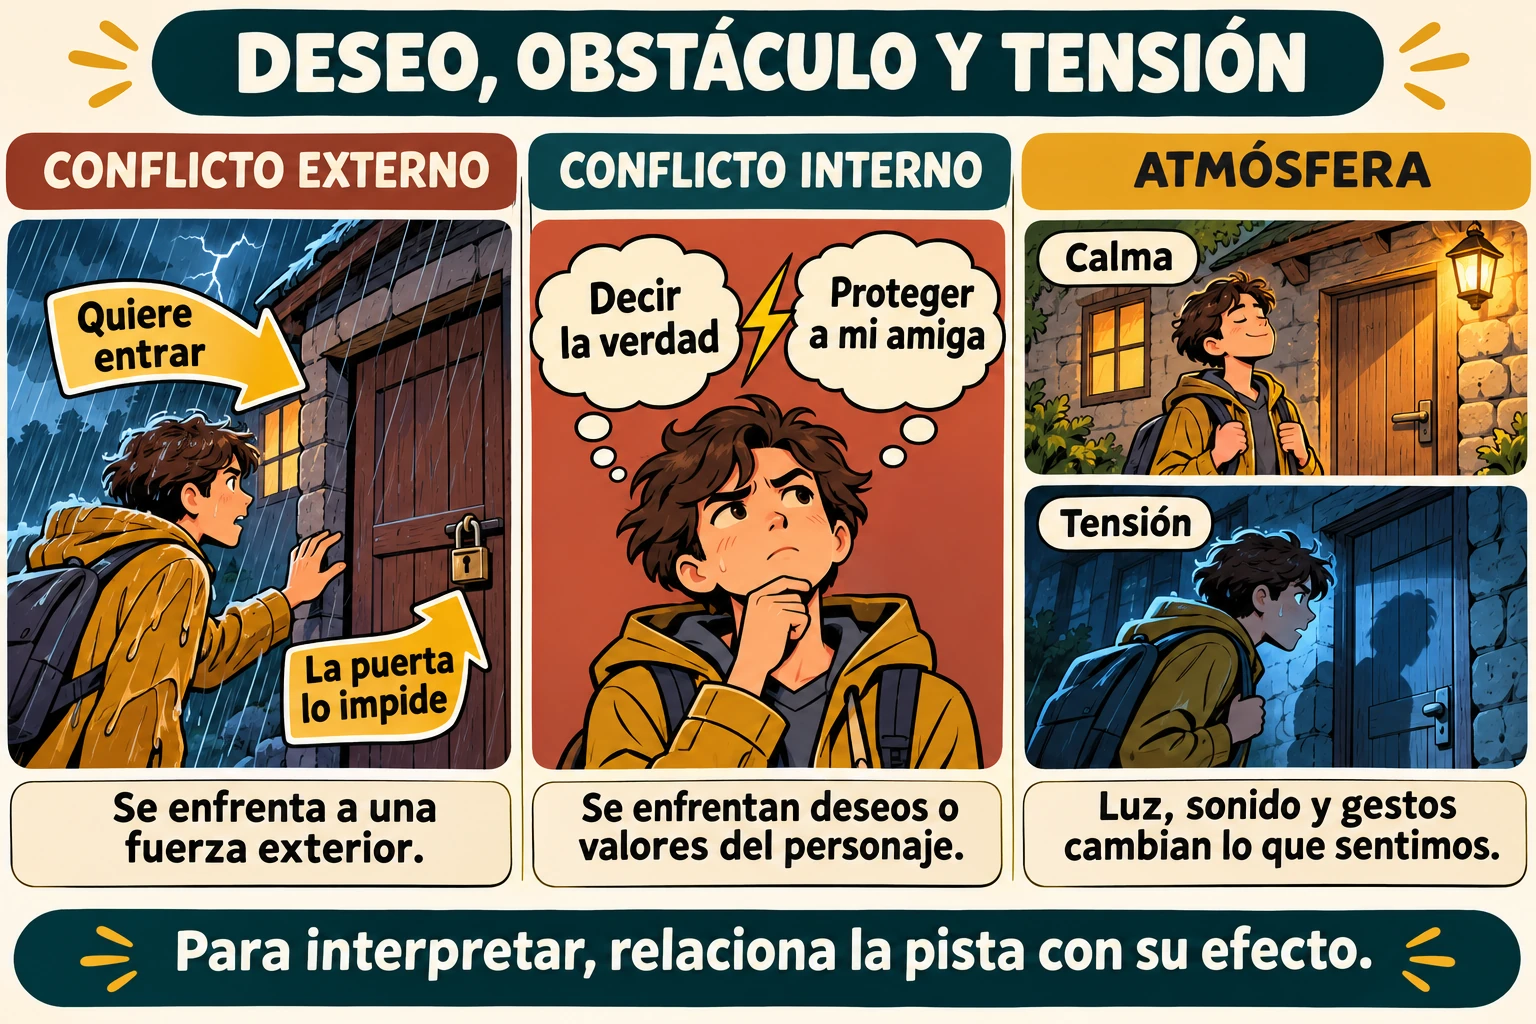 DESEO, OBSTÁCULO Y TENSIÓN
CONFLICTO EXTERNO
Quiere
entrar
La puerta
lo impide
Se enfrenta a una
fuerza exterior.
CONFLICTO INTERNO
Decir
la verdad
Proteger
a mi amiga
Se enfrentan deseos o
valores del personaje.
ATMÓSFERA
Calma
Tensión
Luz, sonido y gestos
cambian lo que sentimos.
Para interpretar, relaciona la pista con su efecto.